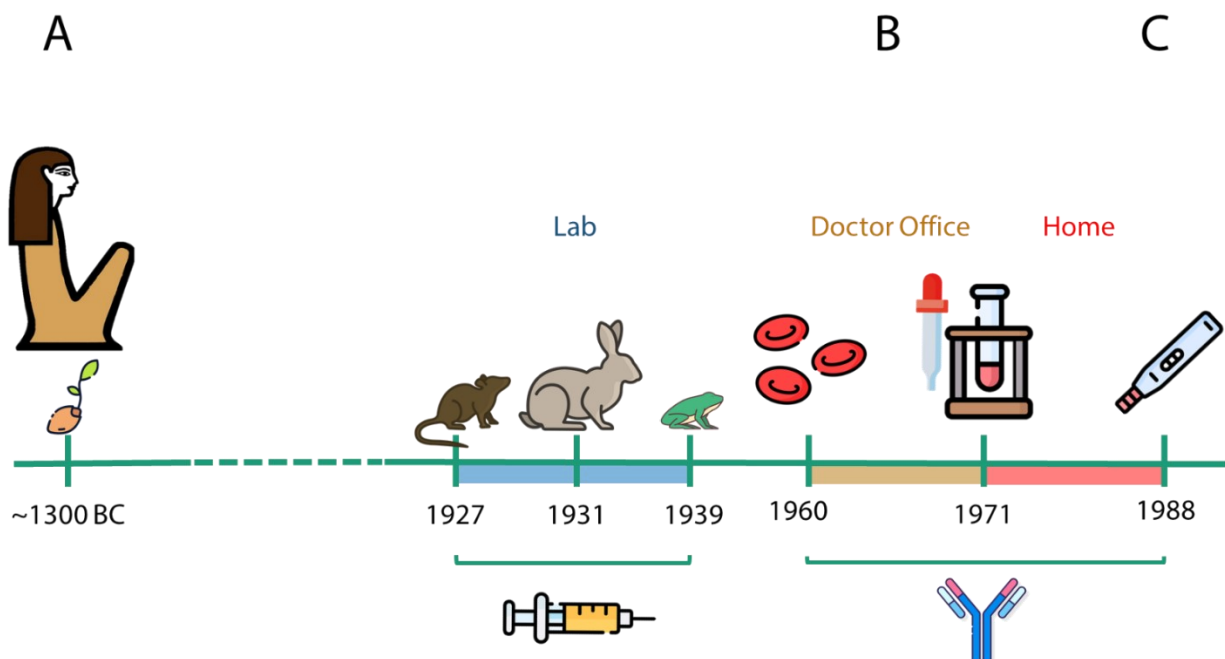 A
B
C
Lab
Doctor Office
Home
~1300 BC
1927
1931
1939
1960
1971
1988